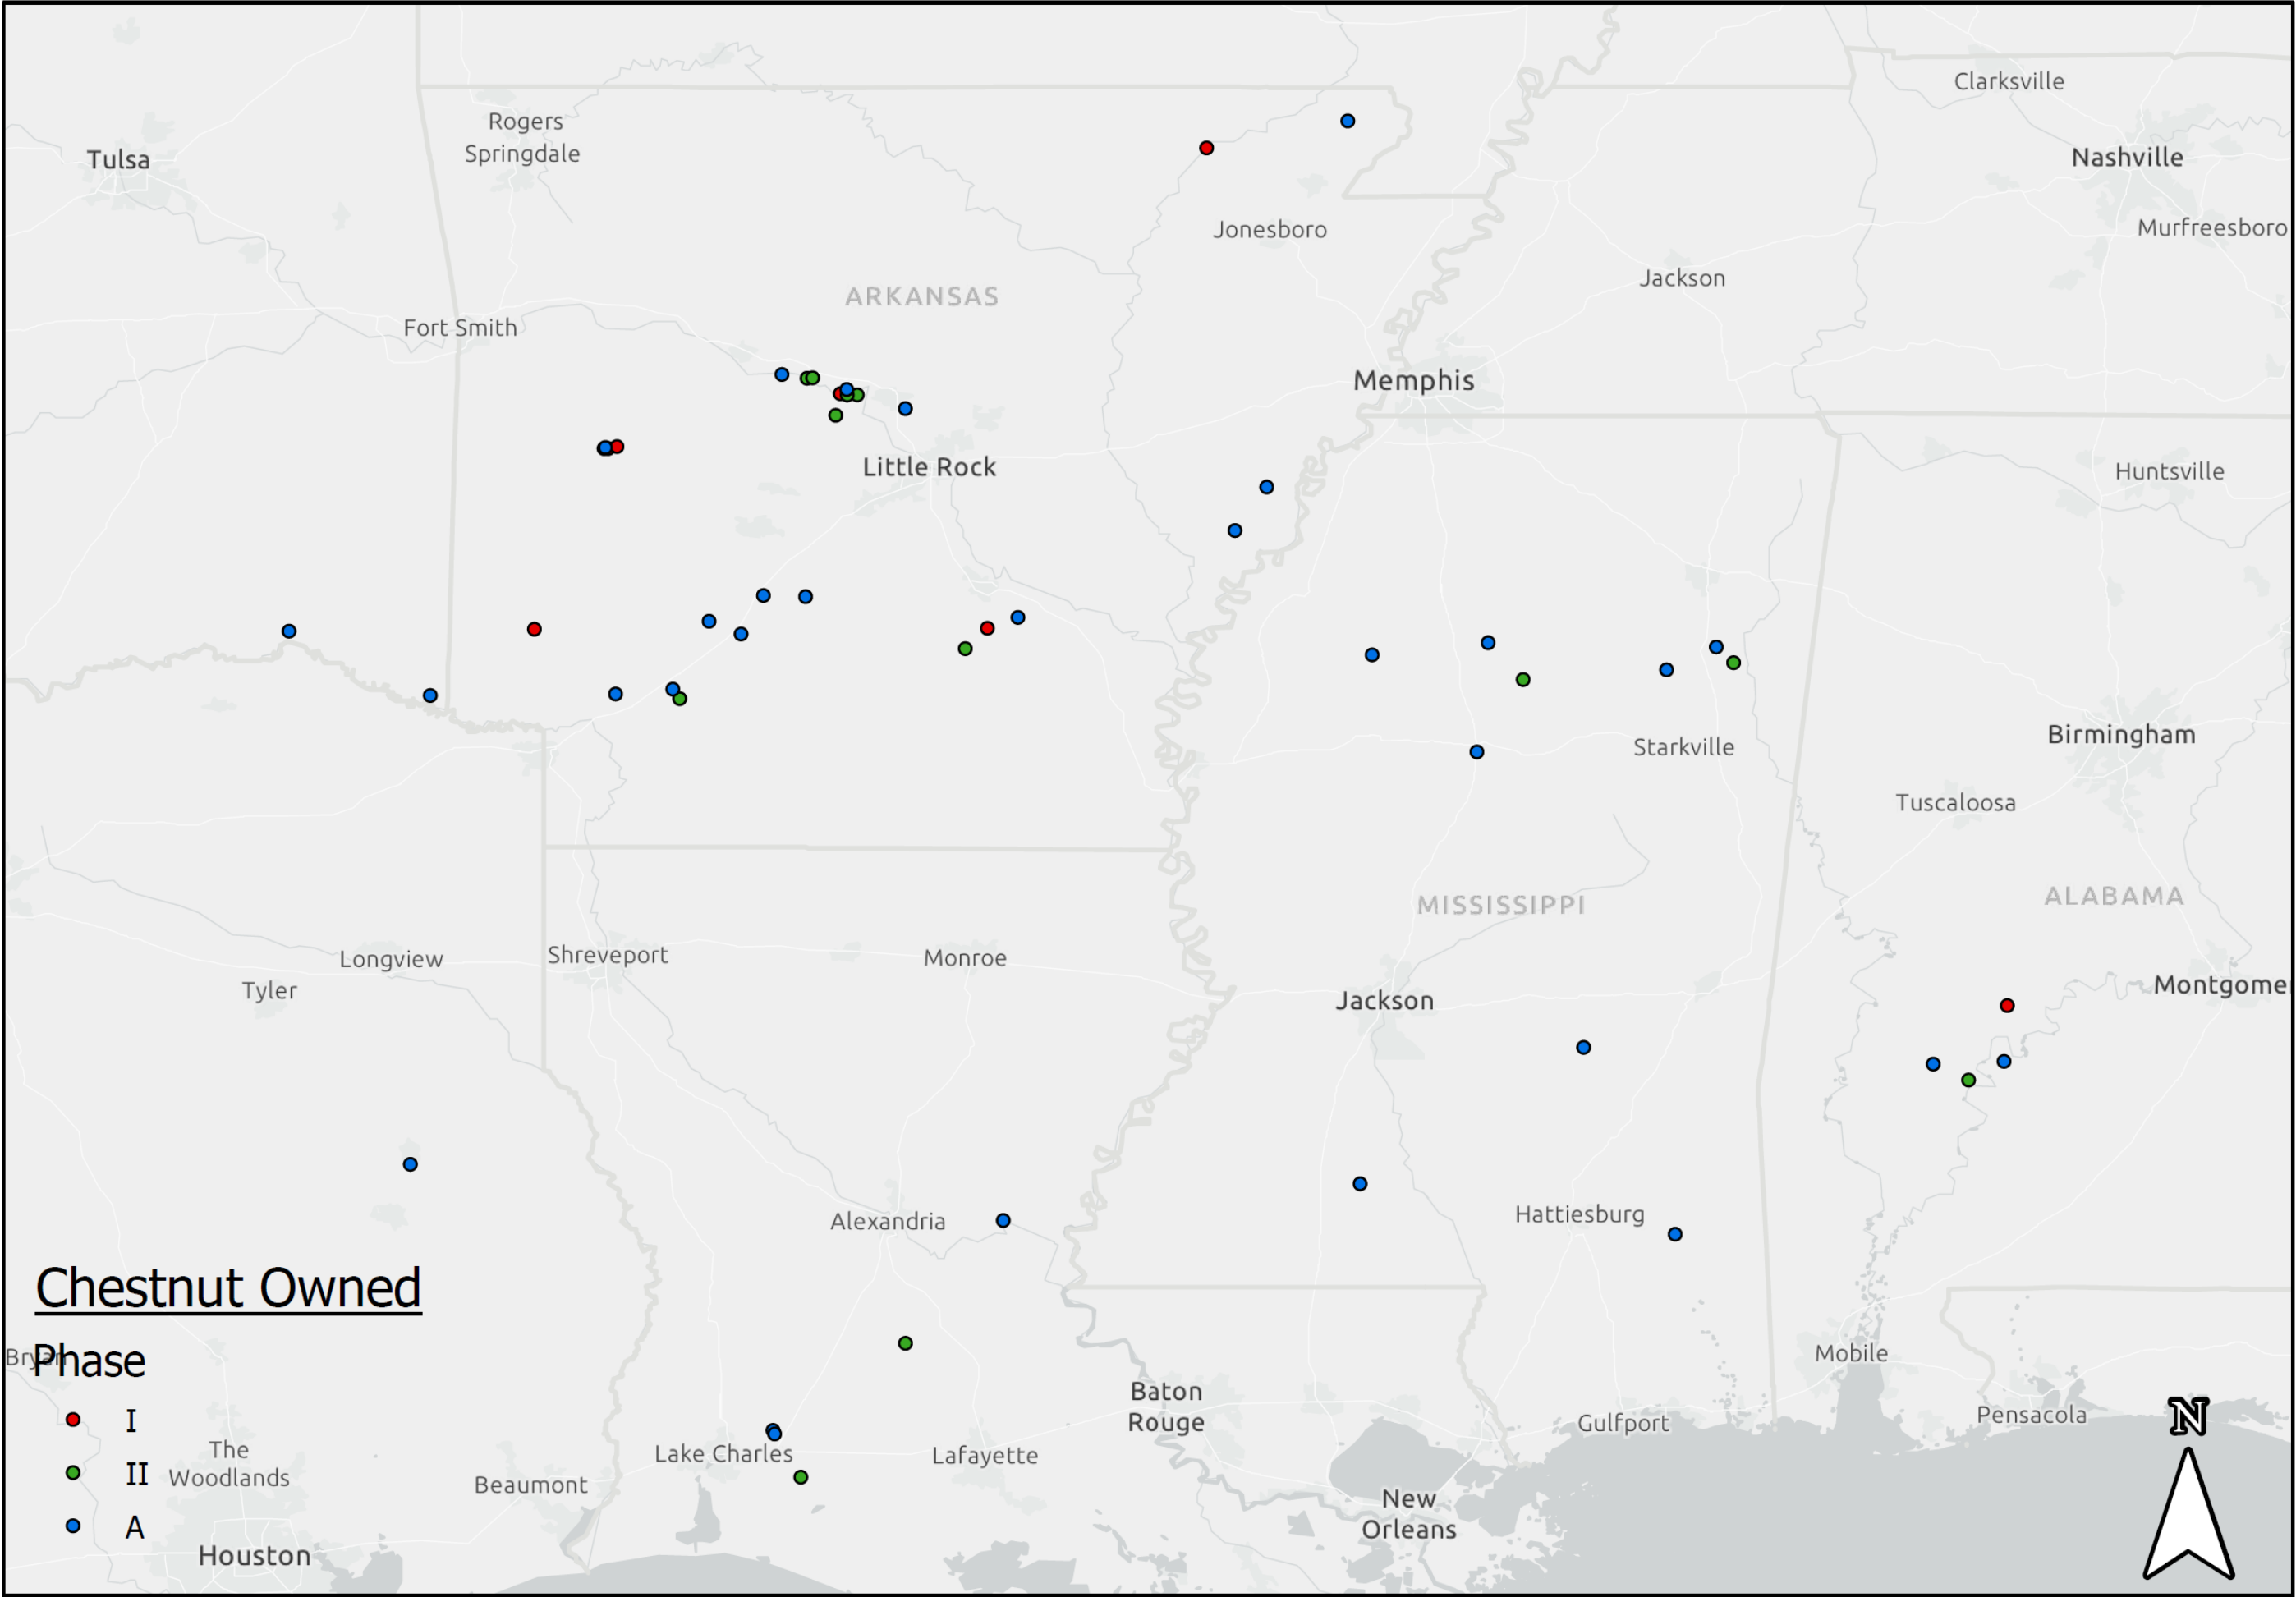 Clarksville
Rogers
Springdale
Tulsa
Nashville
Murfreesboro
Jonesboro
Jackson
ARKANSAS
Fort Smith
Memphis
Little Rock
Huntsville
Starkville
Birmingham
Tuscaloosa
MISSISSIPPI
ALABAMA
Longview
Shreveport
Monroe
Tyler
Jackson
Montgome
Alexandria
Hattiesburg
Chestnut Owned
Bryan
Phase
I
II
A
Mobile
Baton
Rouge
Gulfport
Pensacola
N
The
Woodlands
Lake Charles
Lafayette
Beaumont
New
Orleans
Houston